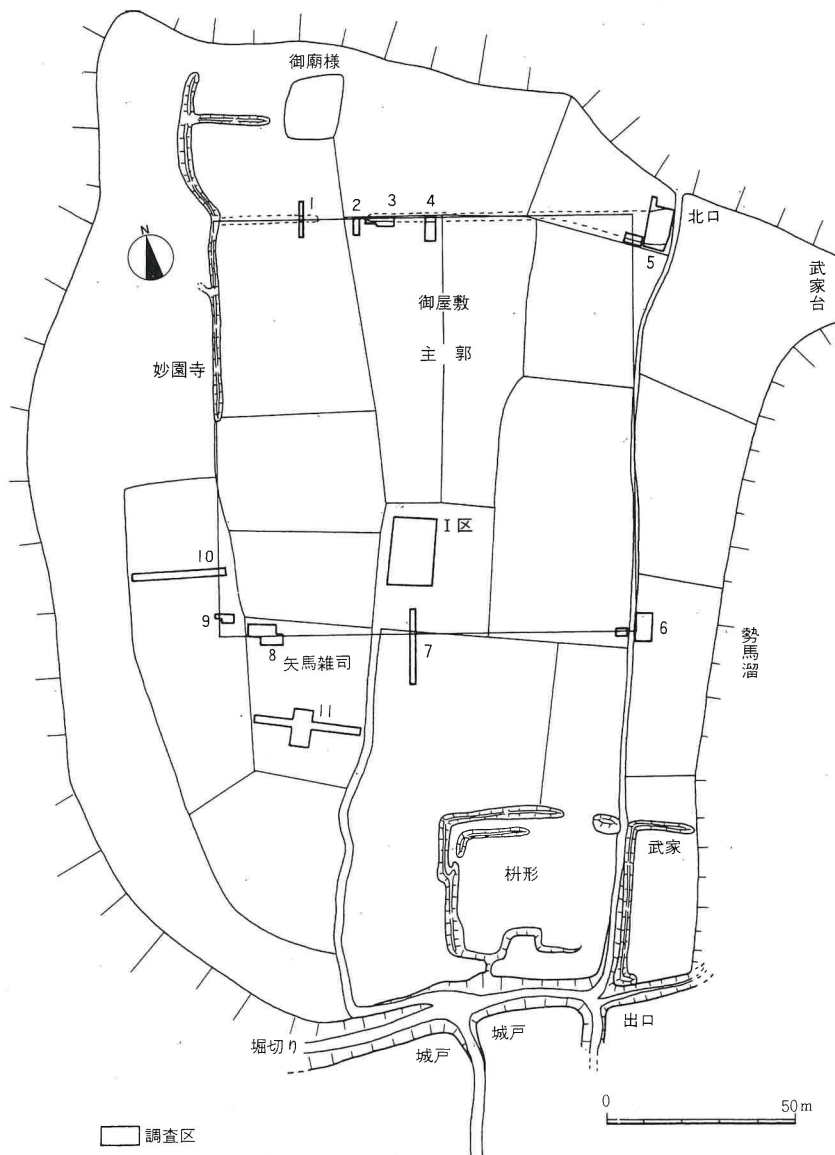 御廟様
N
1
2
3
4
5
北口
武家台
御屋敷
主郭
妙園寺
I区
10
9
8
矢馬雑司
7
6
勢馬溜
11
枡形
武家
堀切り
城戸
城戸
出口
0 50m
調査区